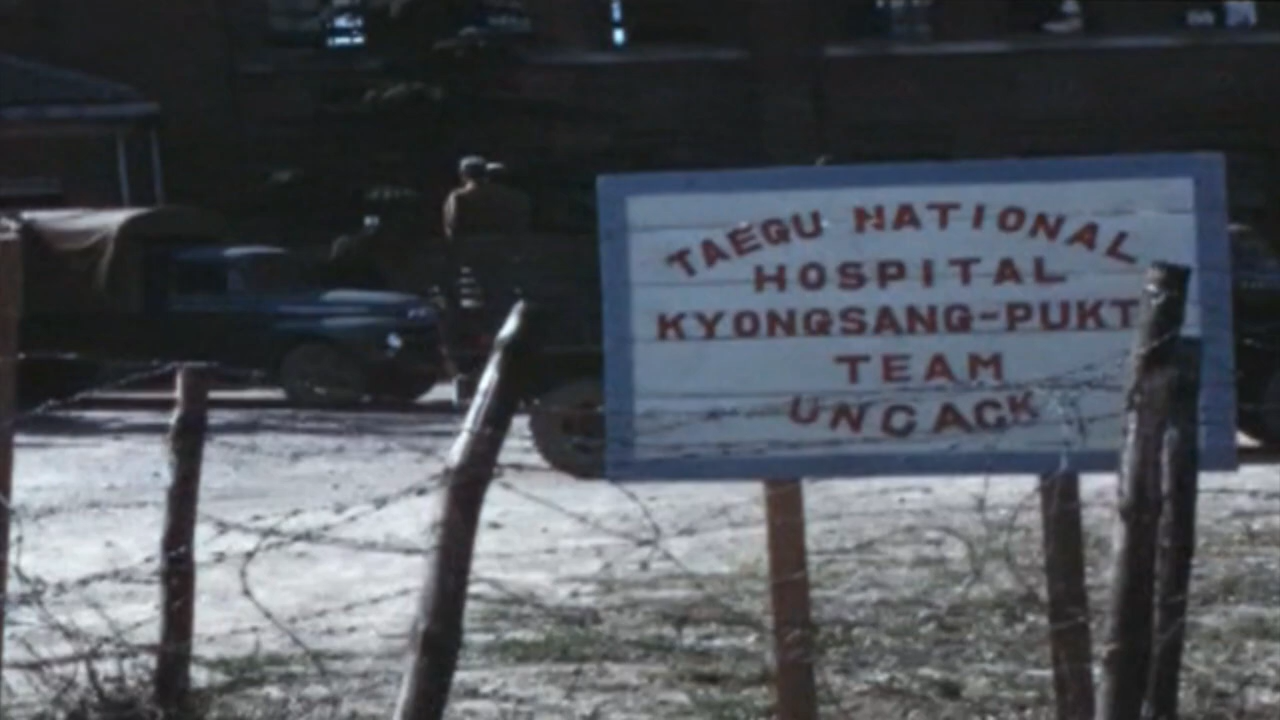 TAEGU NATIONAL
HOSPITAL
KYONGSANG-PUKT
TEAM
UNCACK